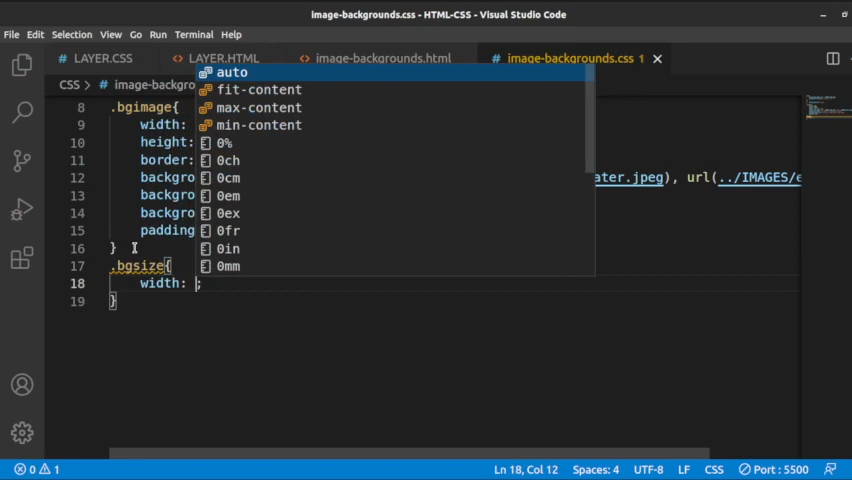 image-backgrounds.css - HTML-CSS - Visual Studio Code
File Edit Selection View Go Run Terminal Help
# LAYER.CSS <> LAYER.HTML <> image-backgrounds.html # image-backgrounds.css 1
CSS > # image-backgro
auto
fit-content
max-content
min-content
0%
0ch
0cm
0em
0ex
0fr
0in
0mm
8 .bgimage{
9 width:
10 height:
11 border:
12 backgro ater.jpeg), url(../IMAGES/e
13 backgro
14 backgro
15 padding
16 }
17 .bgsize{
18 width: ;
19 }
0 1 Ln 18, Col 12 Spaces: 4 UTF-8 LF CSS Port : 5500